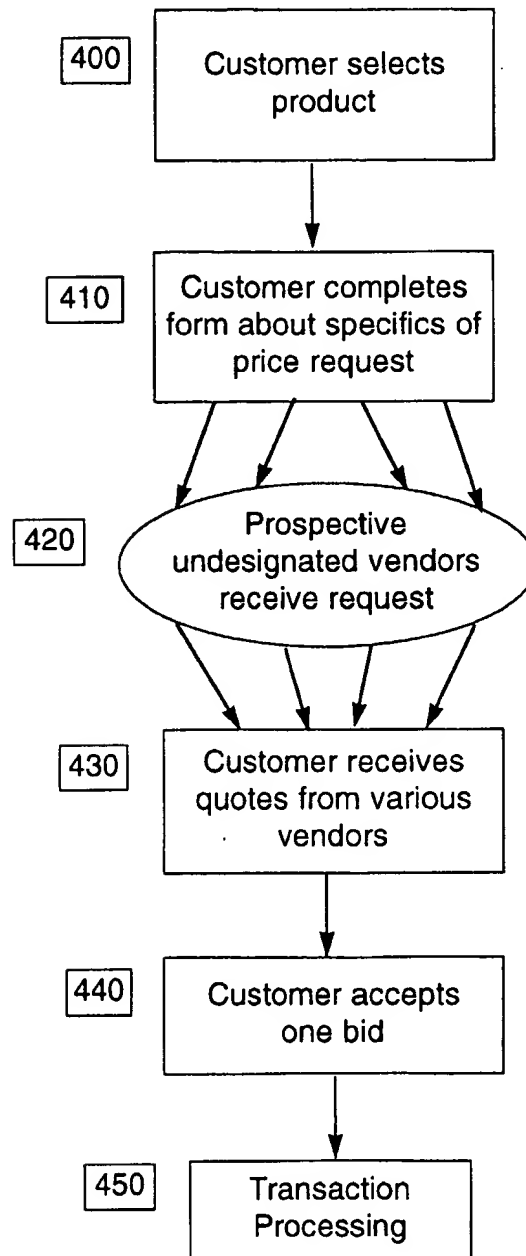 400
Customer selects
product
410
Customer completes
form about specifics of
price request
420
Prospective
undesignated vendors
receive request
430
Customer receives
quotes from various
vendors
440
Customer accepts
one bid
450
Transaction
Processing